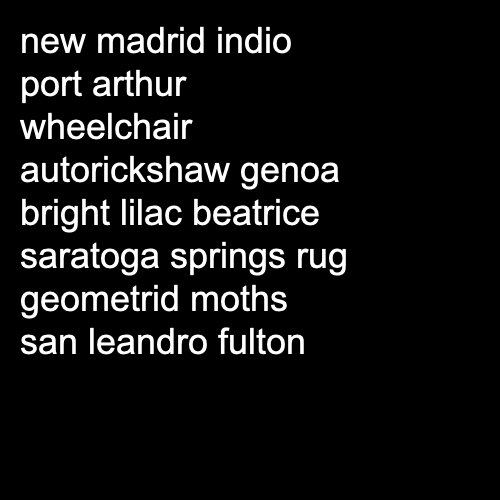 new madrid indio
port arthur
wheelchair
autorickshaw genoa
bright lilac beatrice
saratoga springs rug
geometrid moths
san leandro fulton